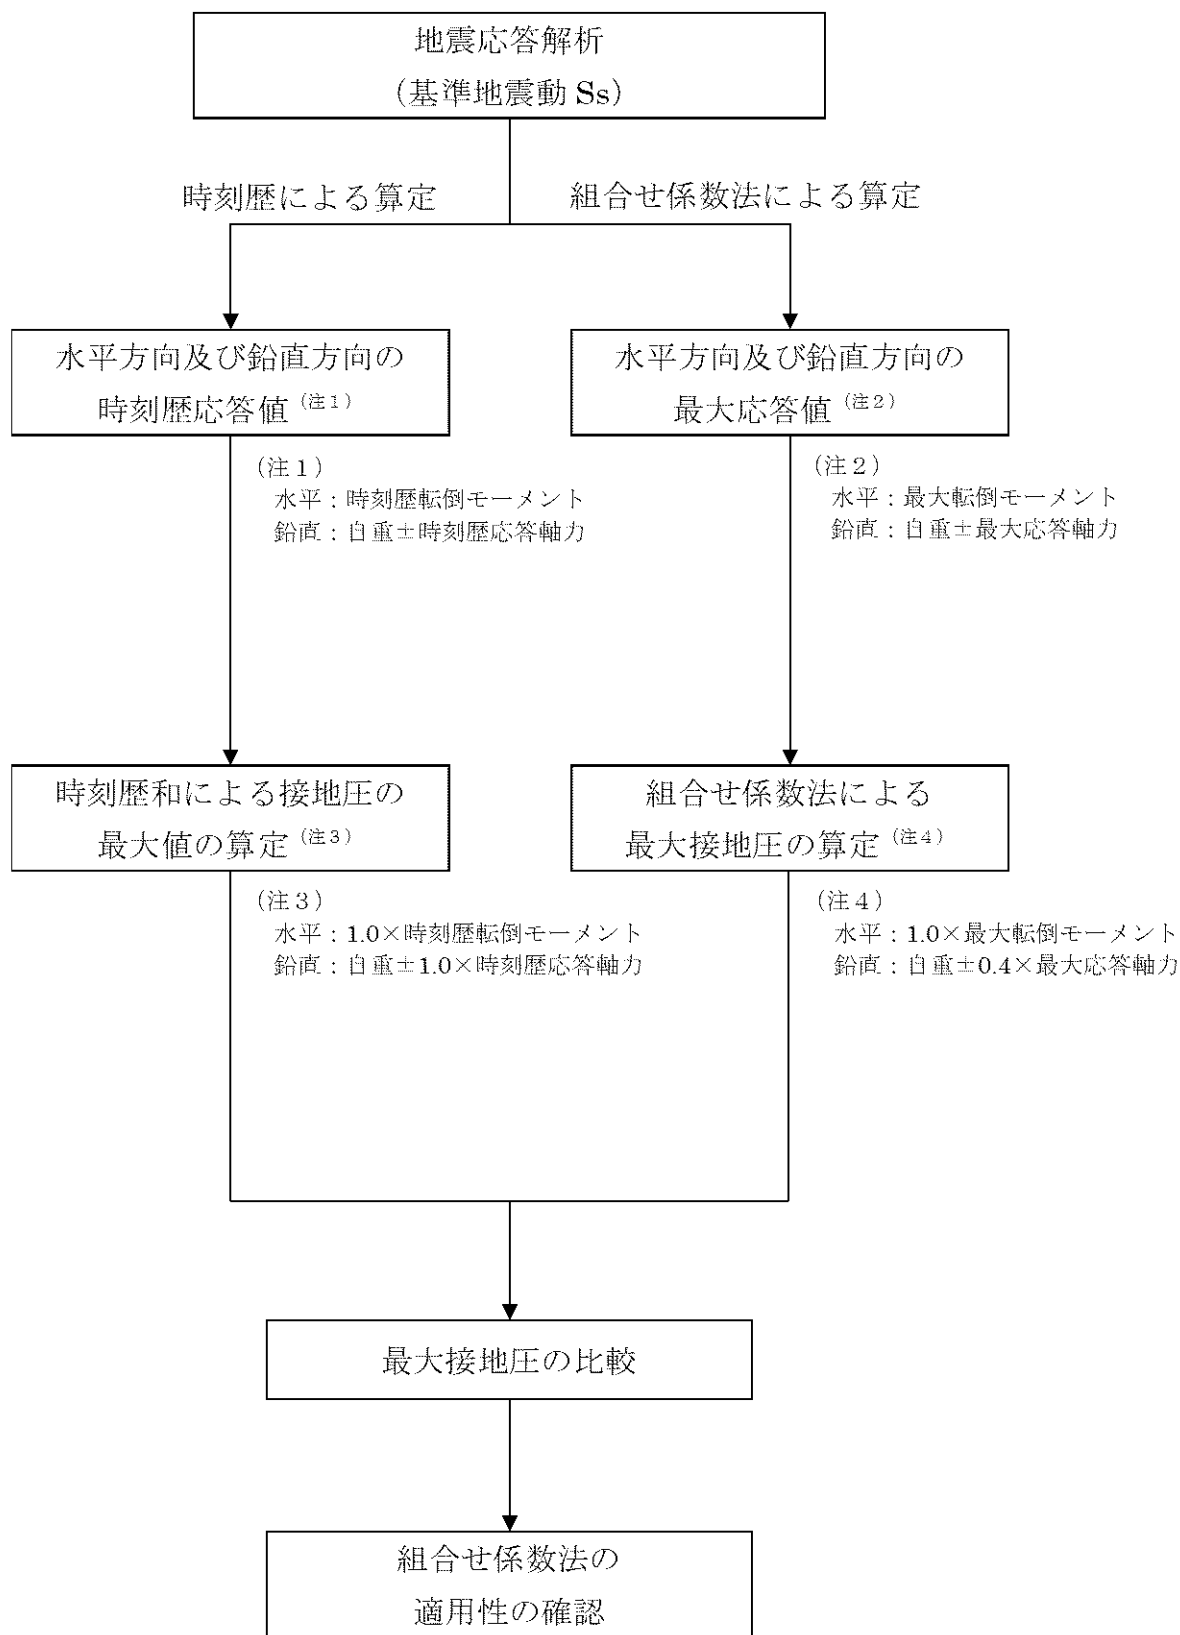 地震応答解析
(基準地震動 Ss)
時刻歴による算定
組合せ係数法による算定
水平方向及び鉛直方向の
時刻歴応答値 (注1)
水平方向及び鉛直方向の
最大応答値 (注2)
(注1)
水平:時刻歴転倒モーメント
鉛直:自重±時刻歴応答軸力
(注2)
水平:最大転倒モーメント
鉛直:自重±最大応答軸力
時刻歴和による接地圧の
最大値の算定 (注3)
組合せ係数法による
最大接地圧の算定 (注4)
(注3)
水平:1.0×時刻歴転倒モーメント
鉛直:自重±1.0×時刻歴応答軸力
(注4)
水平:1.0×最大転倒モーメント
鉛直:自重±0.4×最大応答軸力
最大接地圧の比較
組合せ係数法の
適用性の確認